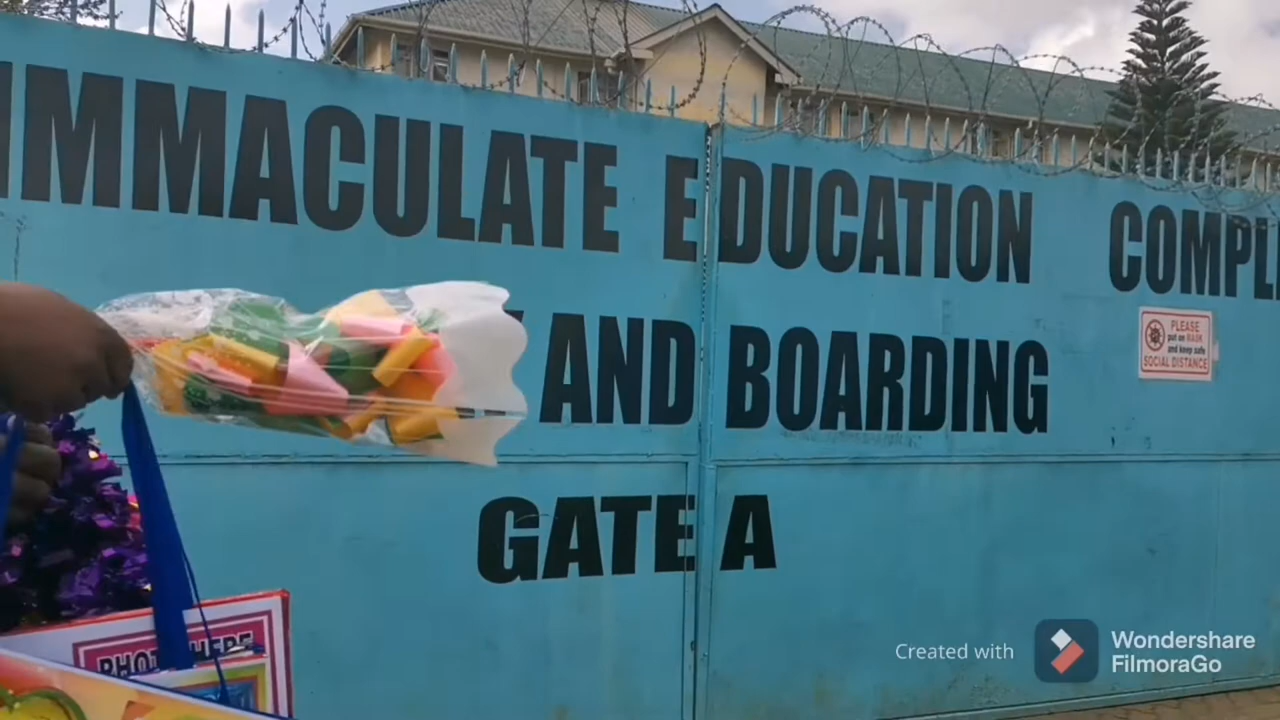 IMMACULATE EDUCATION COMPL
AND BOARDING
GATE A
PLEASE
put on MASK
and keep safe
SOCIAL DISTANCE
PHOTO HERE
Created with
Wondershare
FilmoraGo